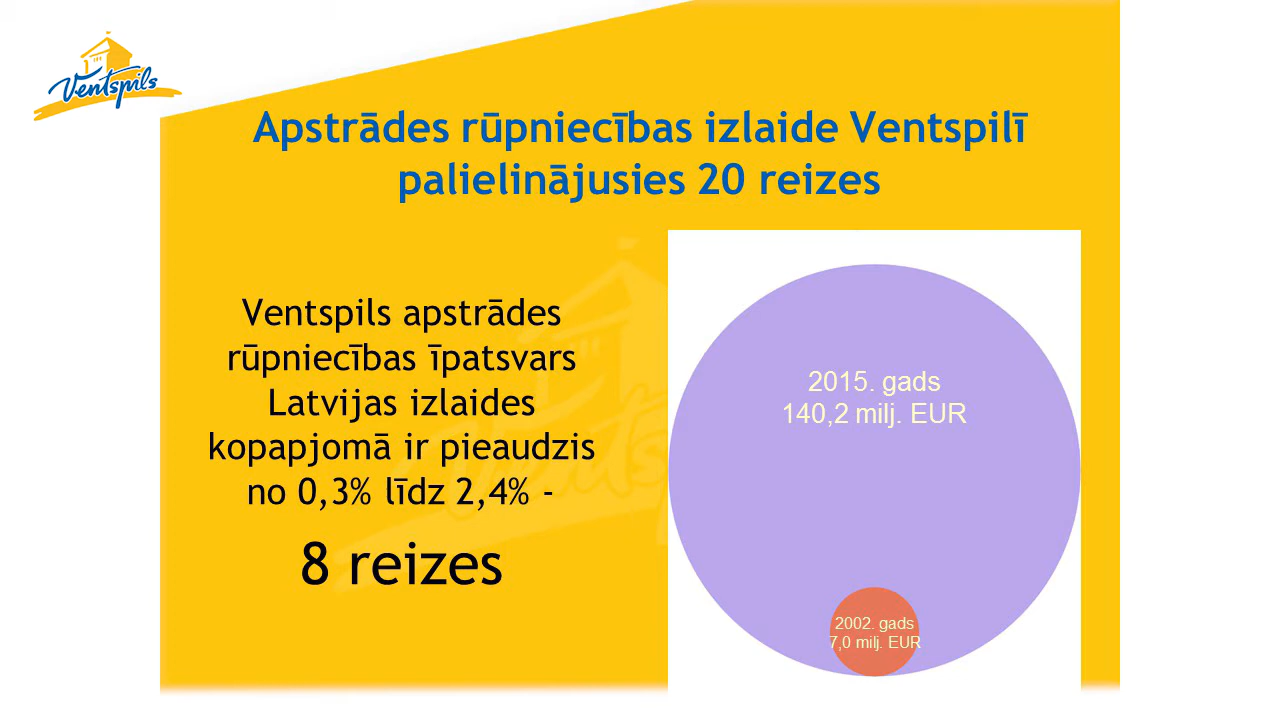 Ventspils
Apstrādes rūpniecības izlaide Ventspilī
palielinājusies 20 reizes
Ventspils apstrādes
rūpniecības īpatsvars
Latvijas izlaides
kopapjomā ir pieaudzis
no 0,3% līdz 2,4% -
8 reizes
2015. gads
140,2 milj. EUR
2002. gads
7,0 milj. EUR